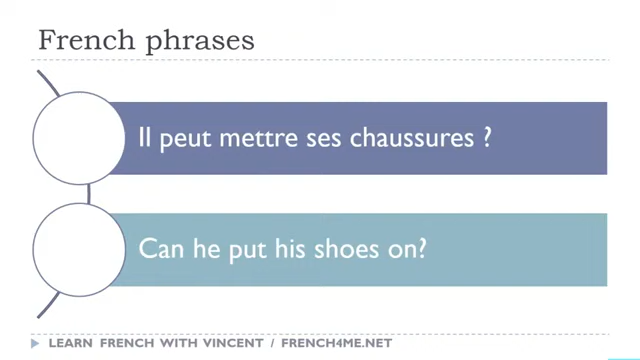 French phrases
Il peut mettre ses chaussures ?
Can he put his shoes on?
LEARN FRENCH WITH VINCENT / FRENCH4ME.NET